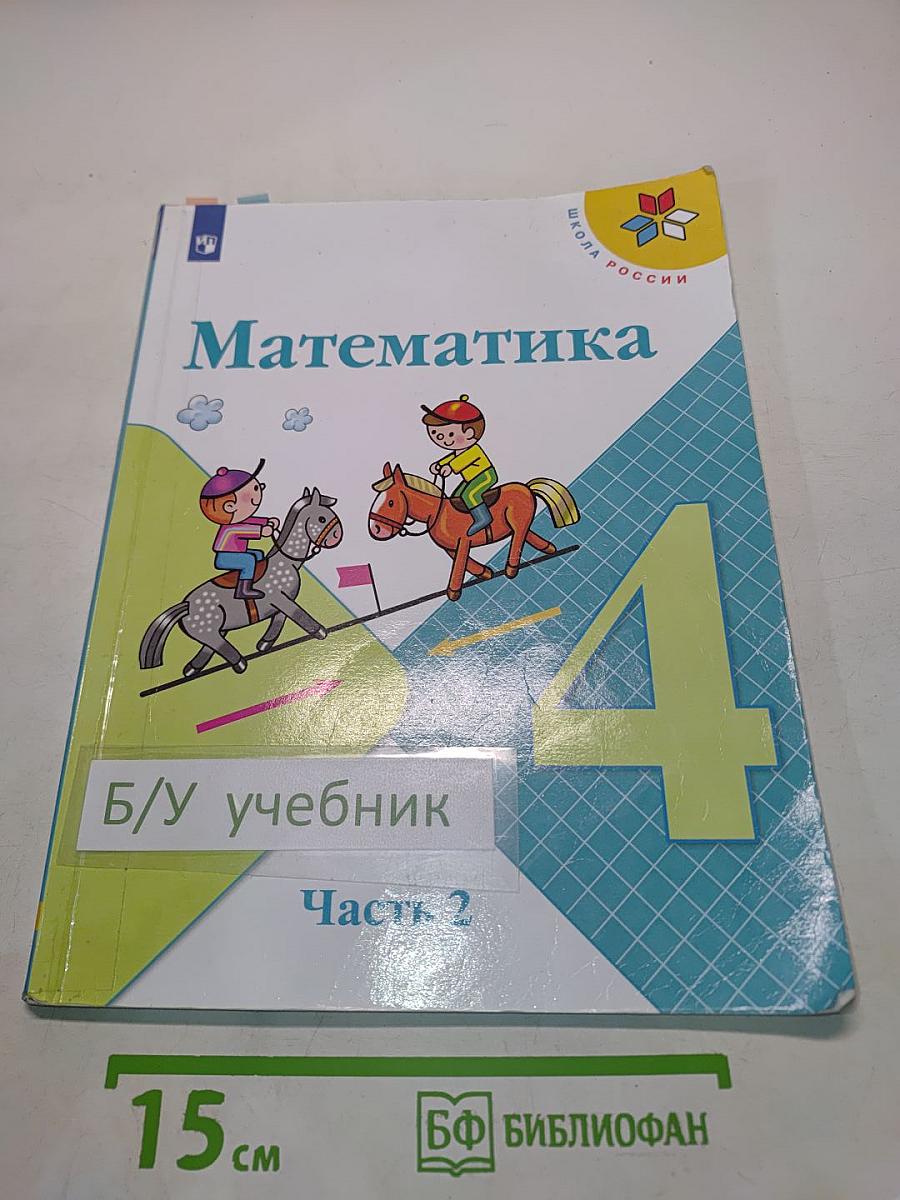 ШКОЛА РОССИИ
Математика
4
Б/У учебник
Часть 2
15 см
БФ БИБЛИОФАН